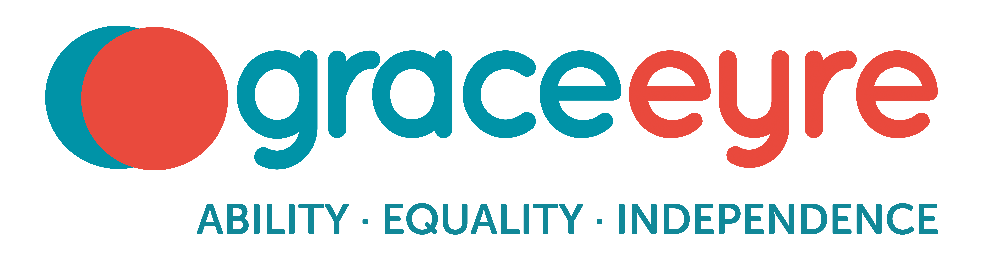 graceeyre
ABILITY · EQUALITY · INDEPENDENCE